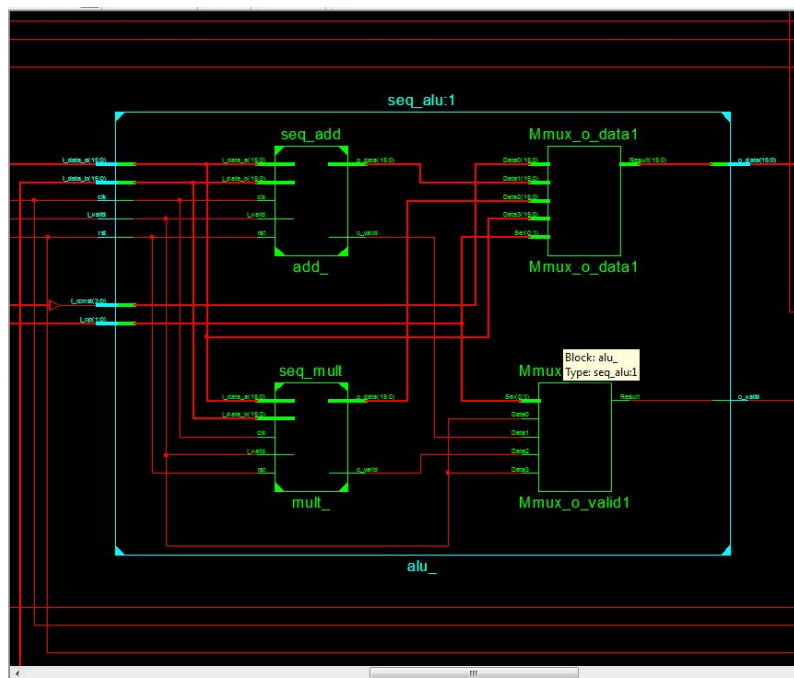 seq_alu:1
seq_add
Mmux_o_data1
I_data_a(15:0)
I_data_b(15:0)
clk
I_valid
rst
I_data_a(15:0)
I_data_b(15:0)
clk
I_valid
rst
o_data(15:0)
o_valid
Data0(15:0)
Data1(15:0)
Data2(15:0)
Data3(15:0)
Sel(0:1)
Result(15:0)
o_data(15:0)
add_
Mmux_o_data1
I_const(3:0)
I_op(1:0)
seq_mult
Block: alu_
Type: seq_alu:1
I_data_a(15:0)
I_data_b(15:0)
clk
I_valid
rst
o_data(15:0)
o_valid
Sel(0:1)
Data0
Data1
Data2
Data3
Result
o_valid
mult_
Mmux_o_valid1
alu_